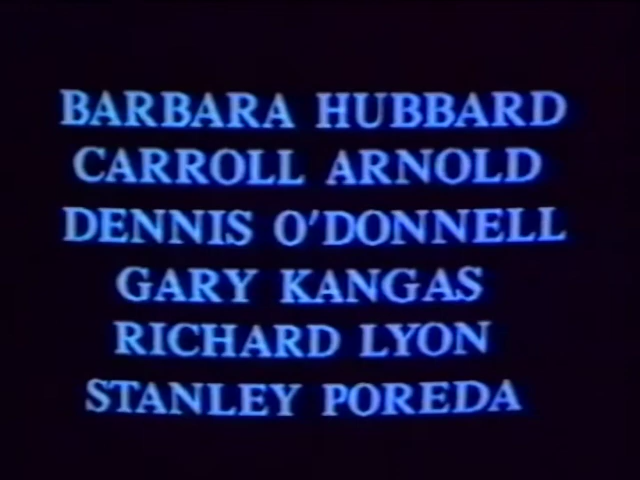 BARBARA HUBBARD
CARROLL ARNOLD
DENNIS O'DONNELL
GARY KANGAS
RICHARD LYON
STANLEY POREDA